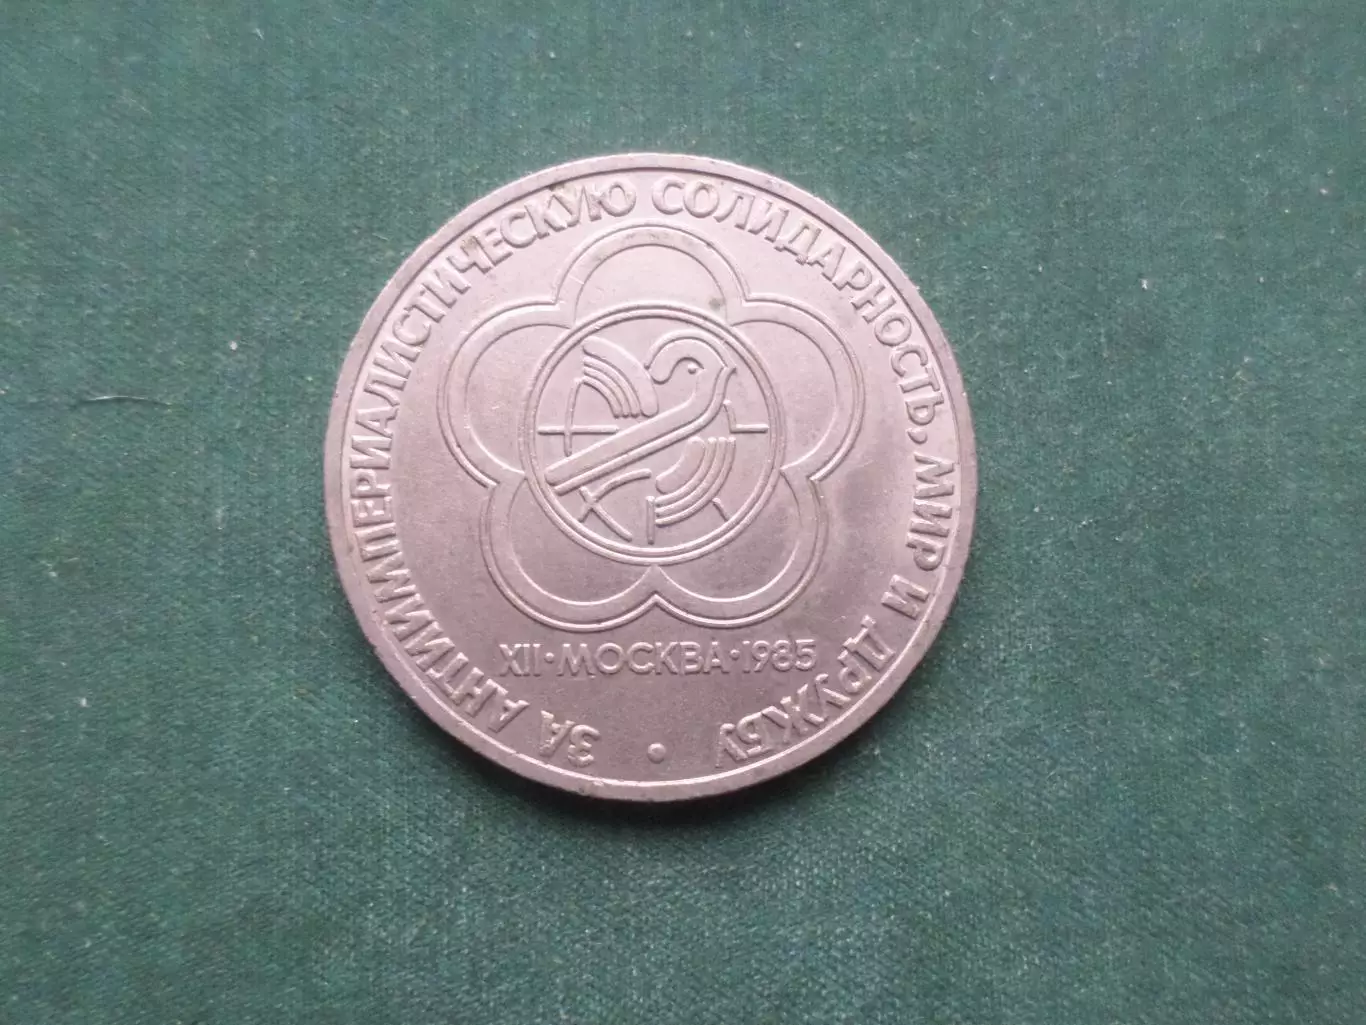 ЗА АНТИИМПЕРИАЛИСТИЧЕСКУЮ СОЛИДАРНОСТЬ, МИР И ДРУЖБУ •
XII•МОСКВА•1985